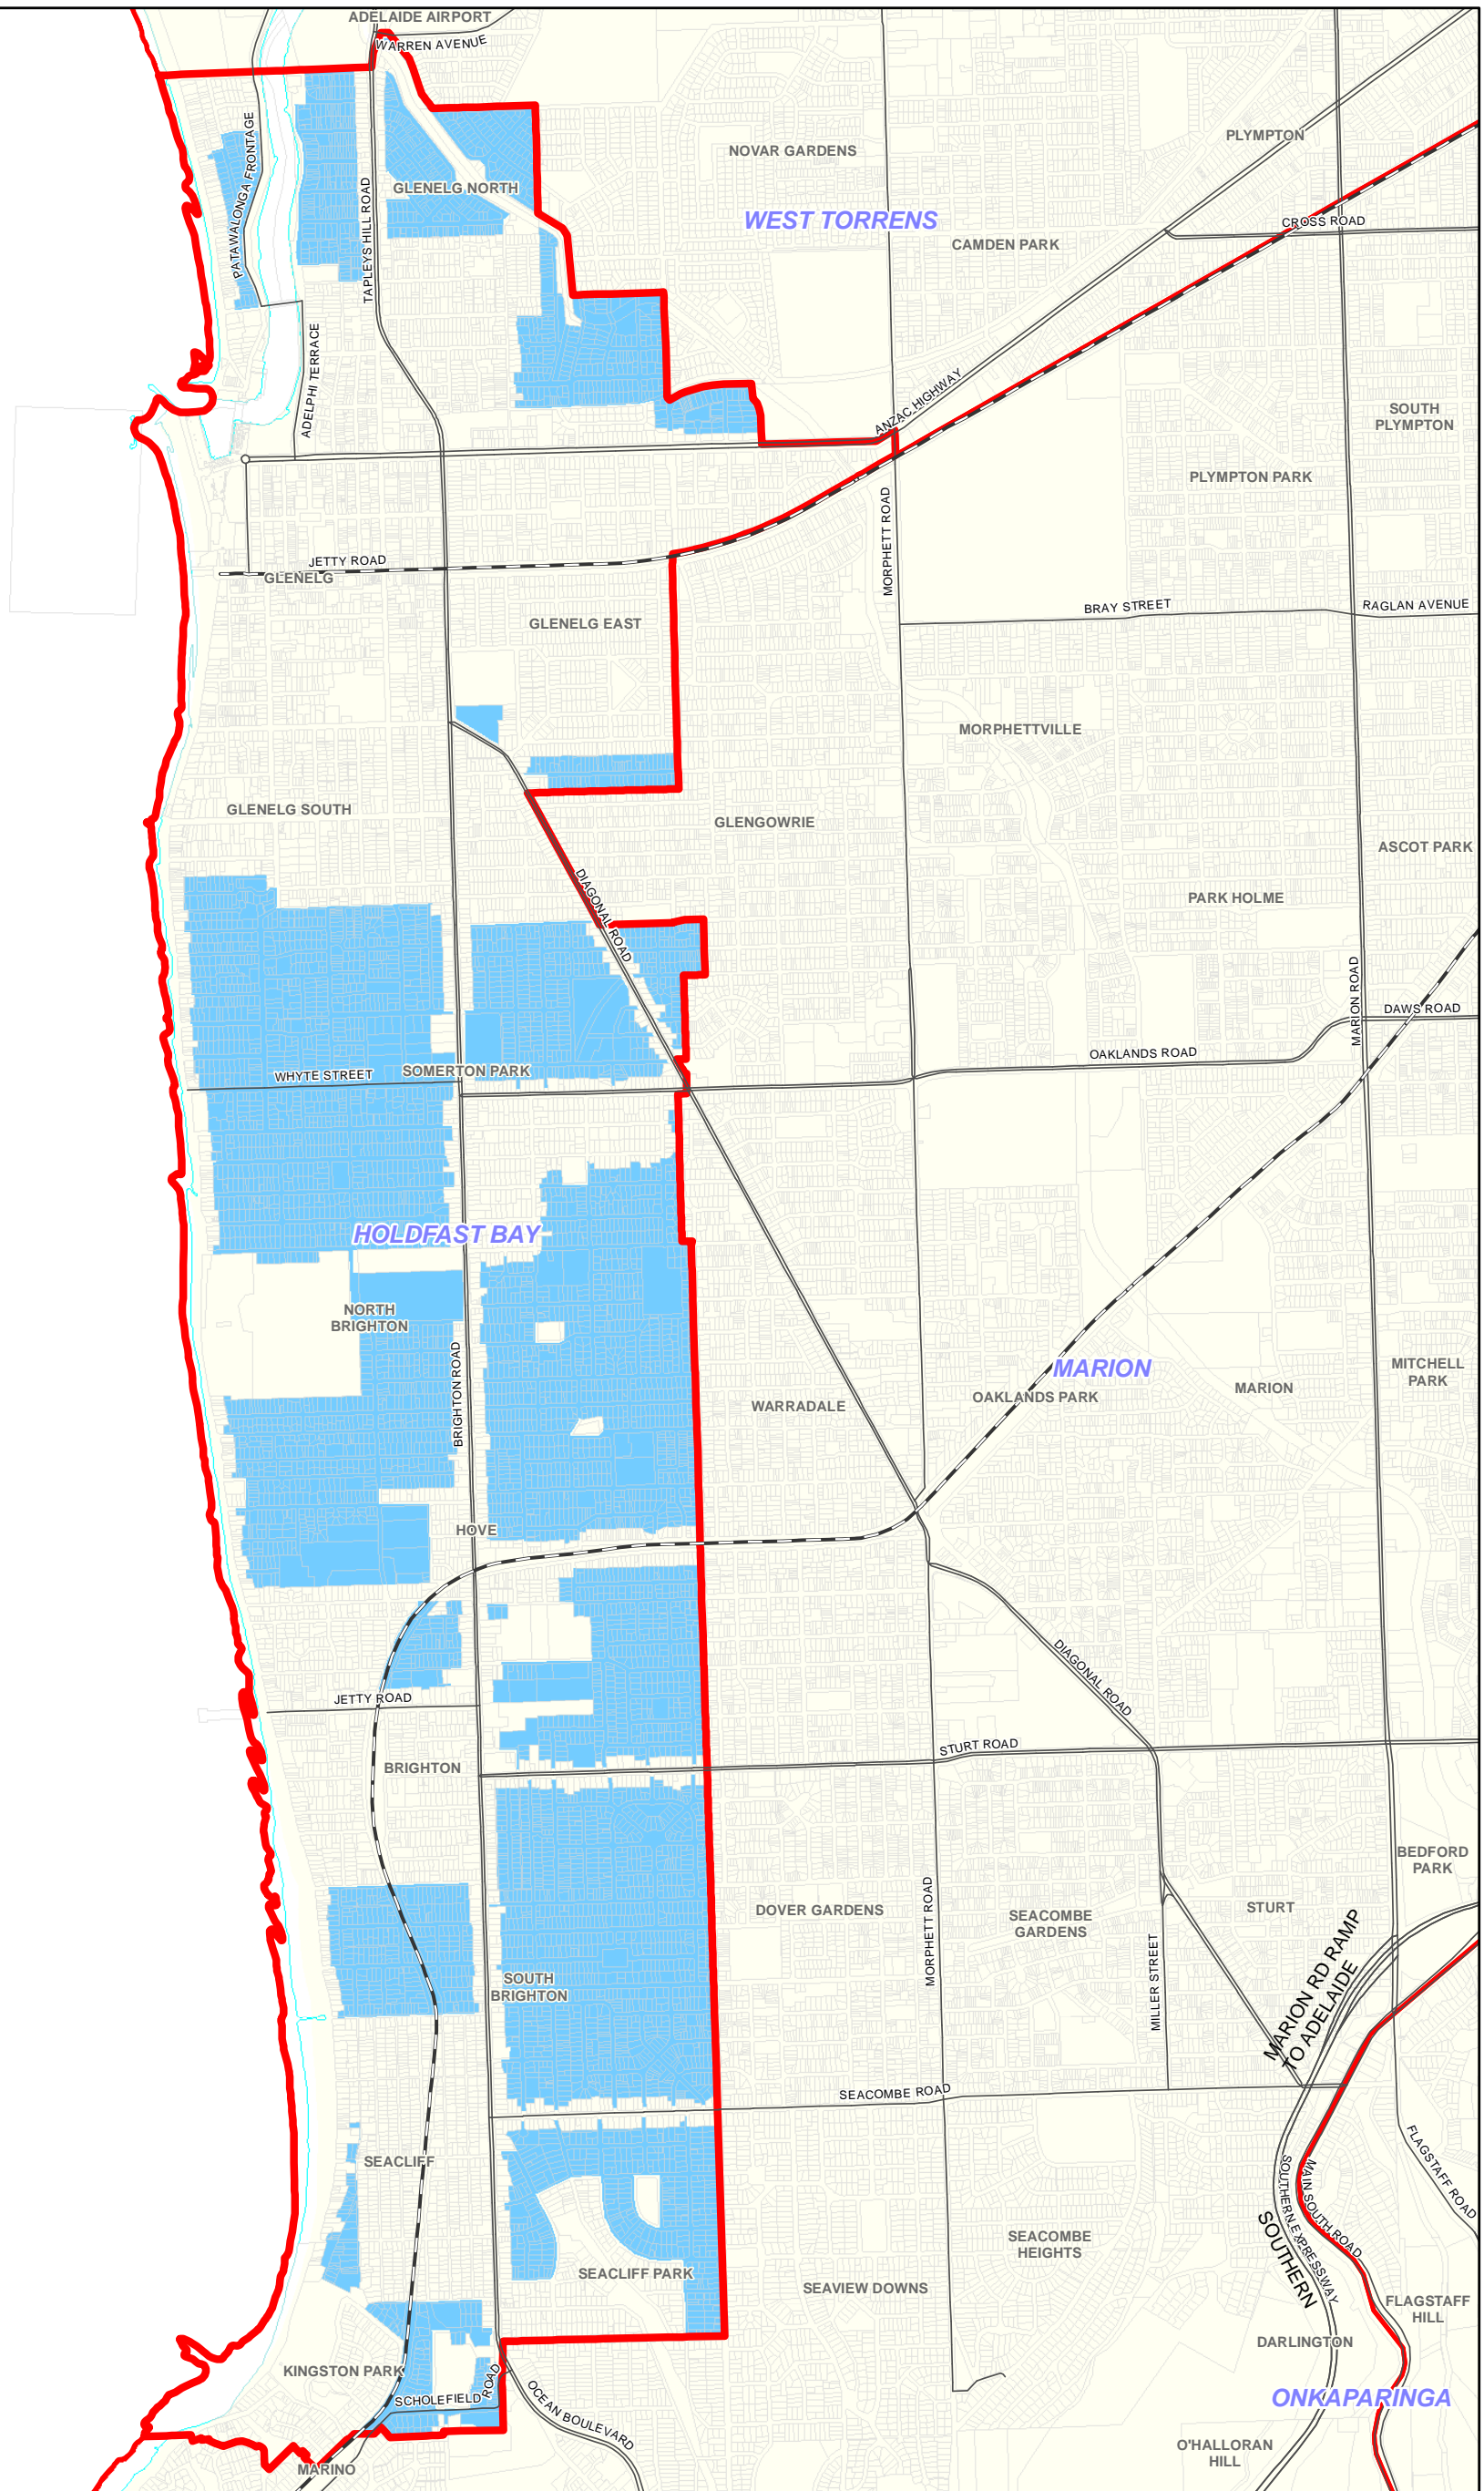 ADELAIDE AIRPORT
WARREN AVENUE
PATAWALONGA FRONTAGE
TAPLEYS HILL ROAD
GLENELG NORTH
NOVAR GARDENS
PLYMPTON
WEST TORRENS
CAMDEN PARK
CROSS ROAD
ADELPHI TERRACE
ANZAC HIGHWAY
SOUTH
PLYMPTON
PLYMPTON PARK
MORPHETT ROAD
JETTY ROAD
GLENELG
GLENELG EAST
BRAY STREET
RAGLAN AVENUE
MORPHETTVILLE
GLENELG SOUTH
GLENGOWRIE
ASCOT PARK
PARK HOLME
DIAGONAL ROAD
MARION ROAD
DAWS ROAD
OAKLANDS ROAD
WHYTE STREET
SOMERTON PARK
HOLDFAST BAY
NORTH
BRIGHTON
BRIGHTON ROAD
MARION
WARRADALE
OAKLANDS PARK
MARION
MITCHELL
PARK
HOVE
DIAGONAL ROAD
JETTY ROAD
STURT ROAD
BRIGHTON
BEDFORD
PARK
DOVER GARDENS
SEACOMBE
GARDENS
STURT
MORPHETT ROAD
MILLER STREET
MARION RD RAMP
TO ADELAIDE
SOUTH
BRIGHTON
SEACOMBE ROAD
SEACLIFF
FLAGSTAFF ROAD
MAIN SOUTH ROAD
SOUTHERN EXPRESSWAY
SOUTHERN
SEACOMBE
HEIGHTS
SEACLIFF PARK
SEAVIEW DOWNS
FLAGSTAFF
HILL
DARLINGTON
KINGSTON PARK
SCHOLEFIELD ROAD
OCEAN BOULEVARD
ONKAPARINGA
O'HALLORAN
HILL
MARINO